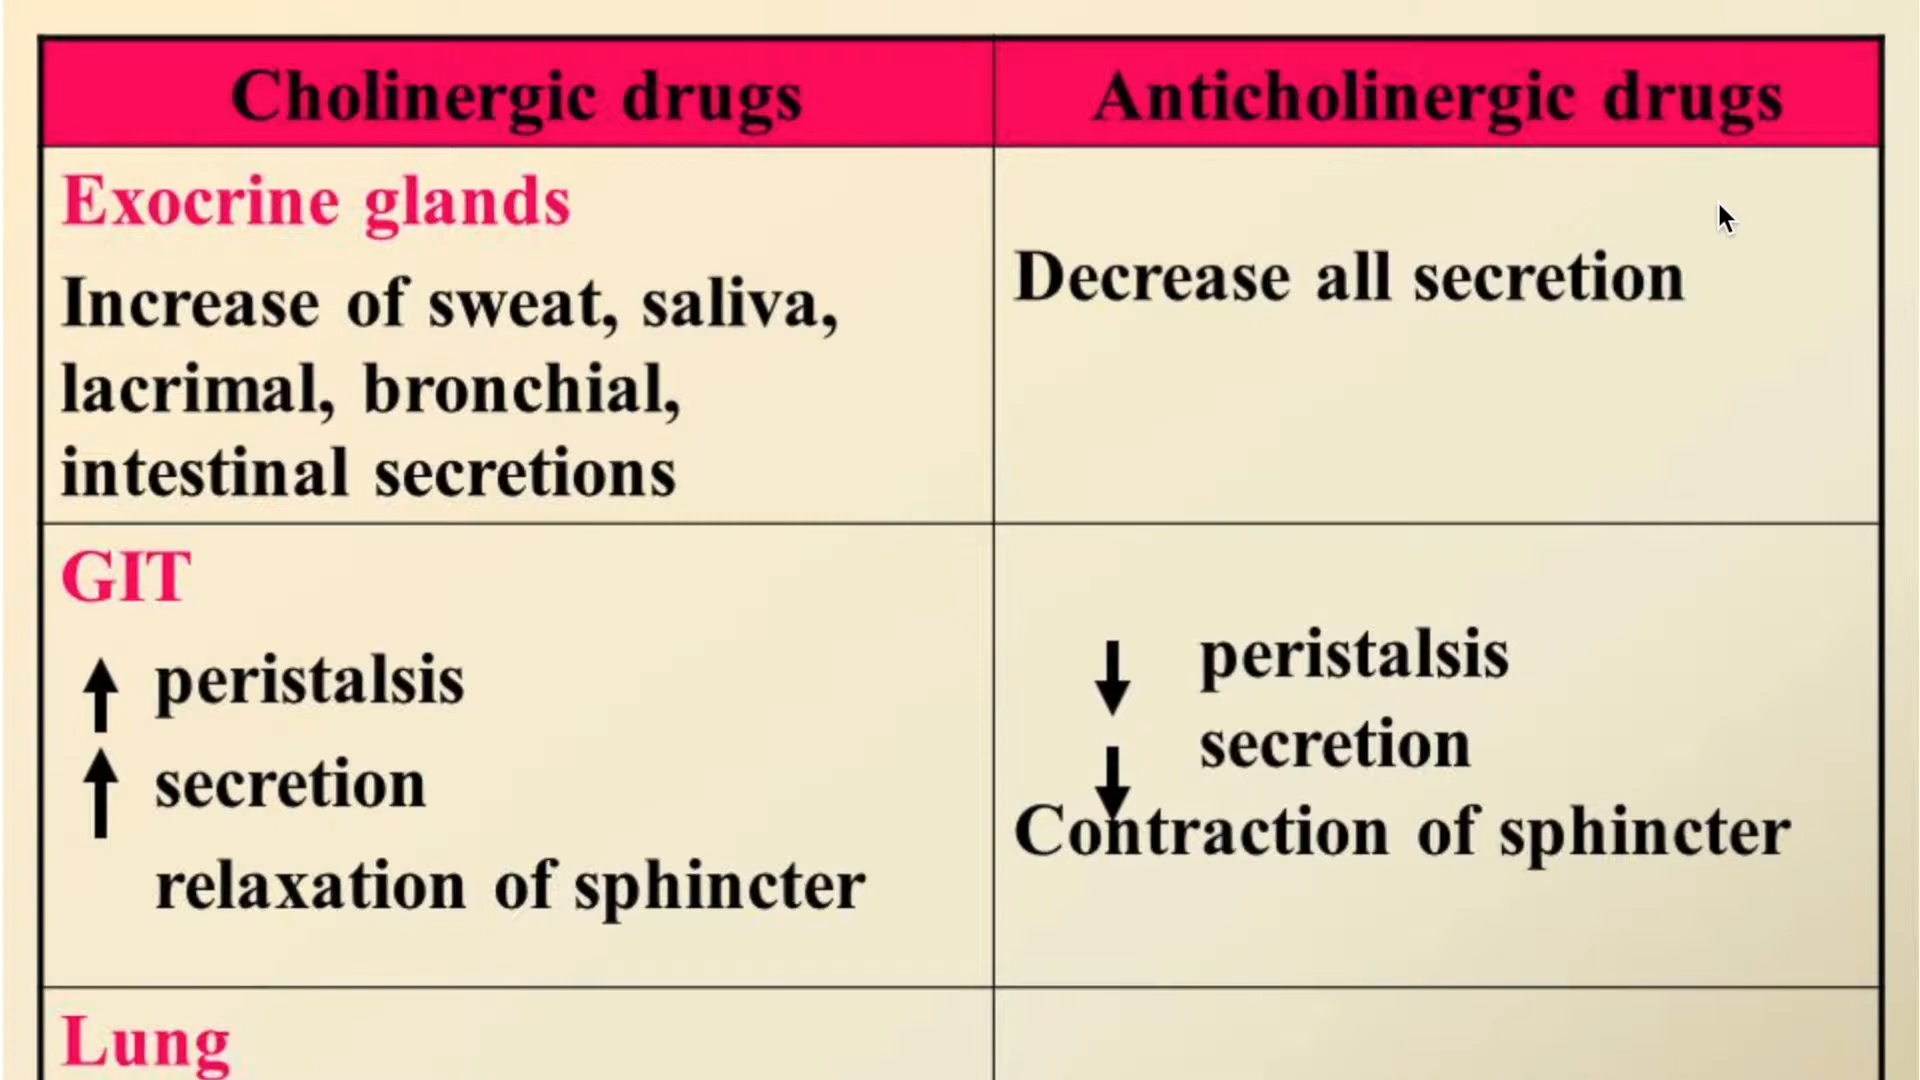 Cholinergic drugs
Anticholinergic drugs
Exocrine glands
Increase of sweat, saliva,
lacrimal, bronchial,
intestinal secretions
Decrease all secretion
GIT
peristalsis
secretion
relaxation of sphincter
peristalsis
secretion
Contraction of sphincter
Lung